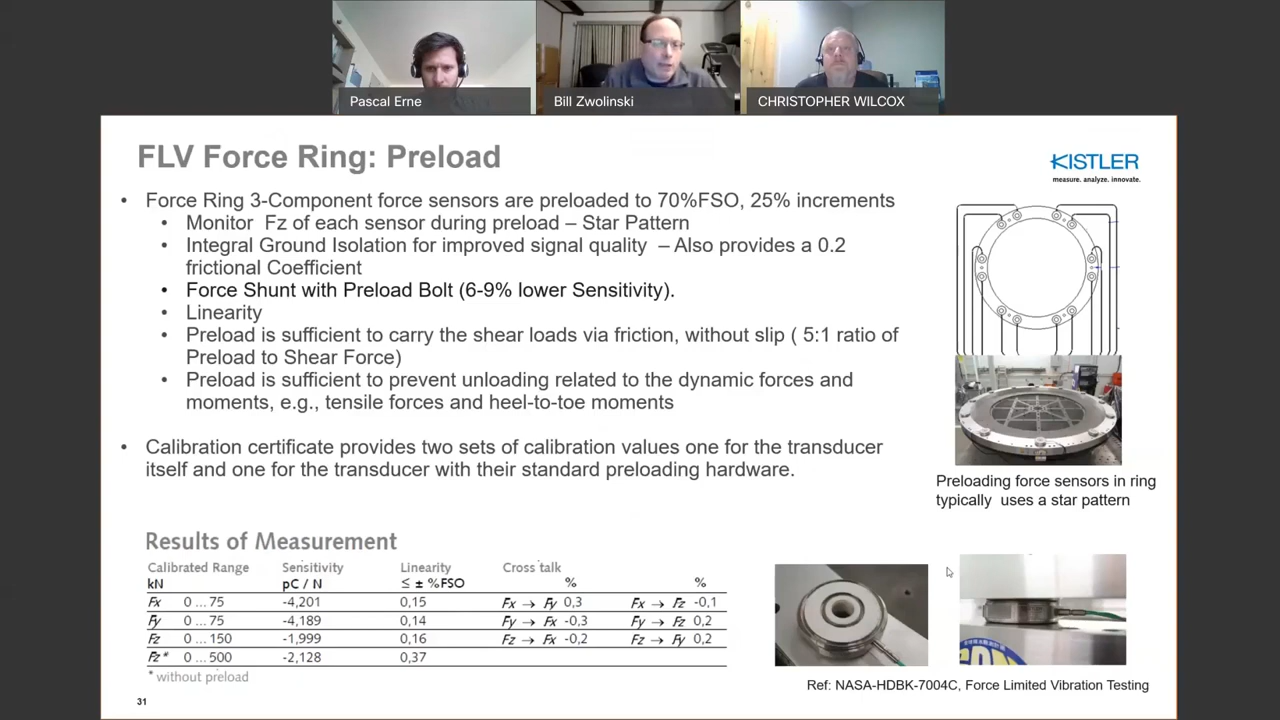 Pascal Erne
Bill Zwolinski
CHRISTOPHER WILCOX
FLV Force Ring: Preload
KISTLER
measure. analyze. innovate.
• Force Ring 3-Component force sensors are preloaded to 70%FSO, 25% increments
• Monitor Fz of each sensor during preload – Star Pattern
• Integral Ground Isolation for improved signal quality – Also provides a 0.2
frictional Coefficient
• Force Shunt with Preload Bolt (6-9% lower Sensitivity).
• Linearity
• Preload is sufficient to carry the shear loads via friction, without slip ( 5:1 ratio of
Preload to Shear Force)
• Preload is sufficient to prevent unloading related to the dynamic forces and
moments, e.g., tensile forces and heel-to-toe moments
• Calibration certificate provides two sets of calibration values one for the transducer
itself and one for the transducer with their standard preloading hardware.
Preloading force sensors in ring
typically uses a star pattern
Results of Measurement
Calibrated Range Sensitivity Linearity Cross talk
kN pC / N ≤ ± %FSO % %
Fx 0 ... 75 -4,201 0,15 Fx → Fy 0,3 Fx → Fz -0,1
Fy 0 ... 75 -4,189 0,14 Fy → Fx -0,3 Fy → Fz 0,2
Fz 0 ... 150 -1,999 0,16 Fz → Fx -0,2 Fz → Fy 0,2
Fz* 0 ... 500 -2,128 0,37
* without preload
Ref: NASA-HDBK-7004C, Force Limited Vibration Testing
31